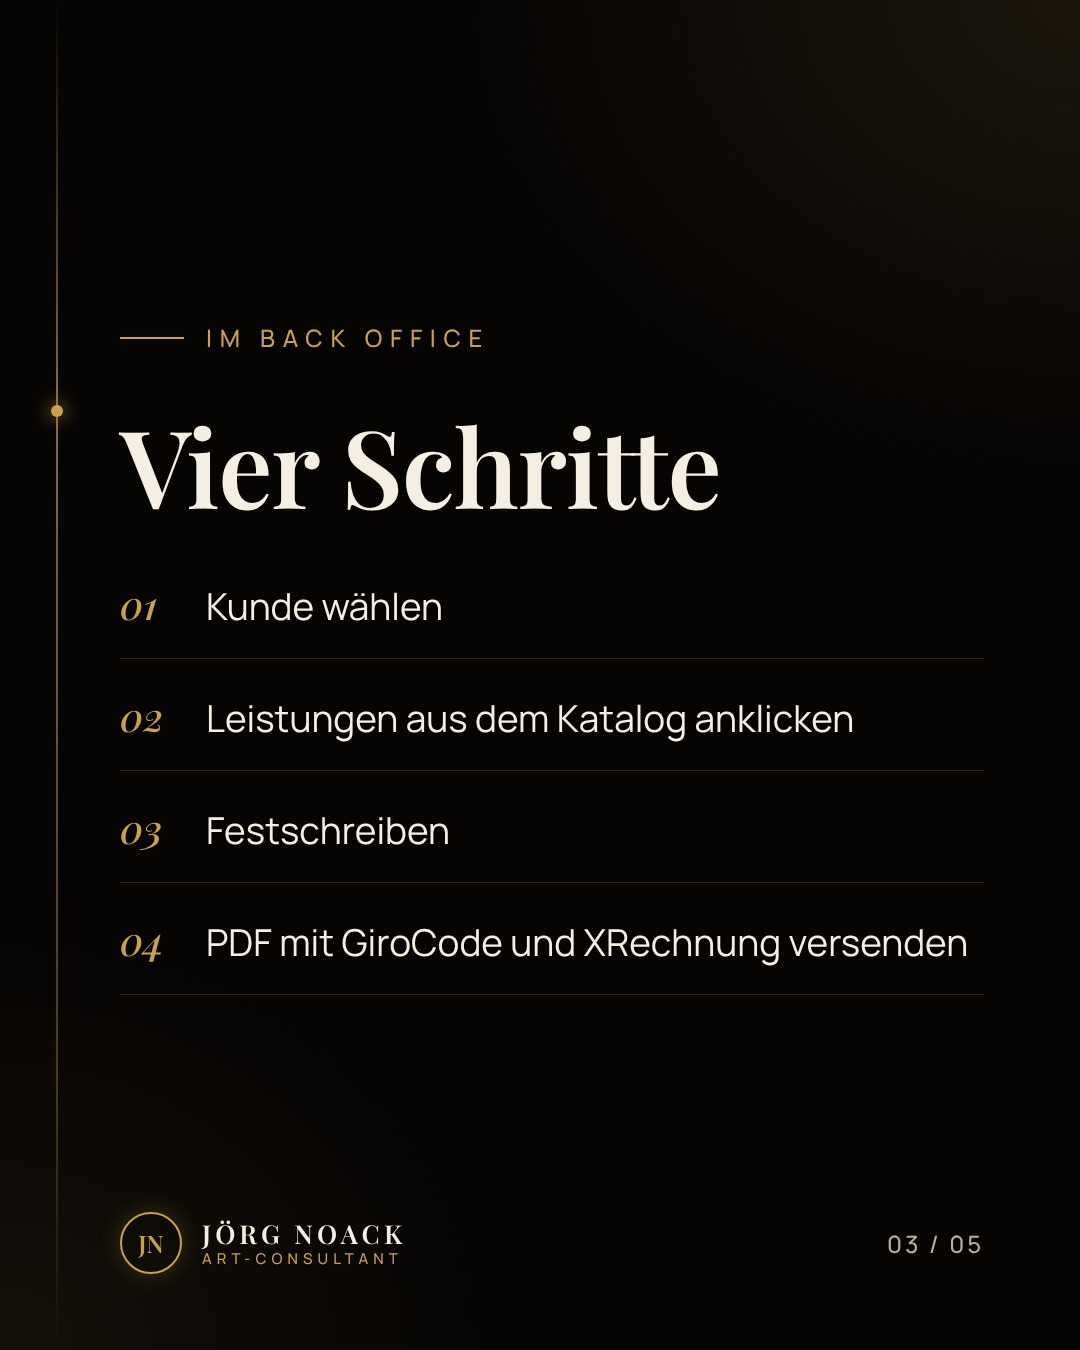 IM BACK OFFICE
Vier Schritte
01 Kunde wählen
02 Leistungen aus dem Katalog anklicken
03 Festschreiben
04 PDF mit GiroCode und XRechnung versenden
JN JÖRG NOACK
ART-CONSULTANT
03 / 05